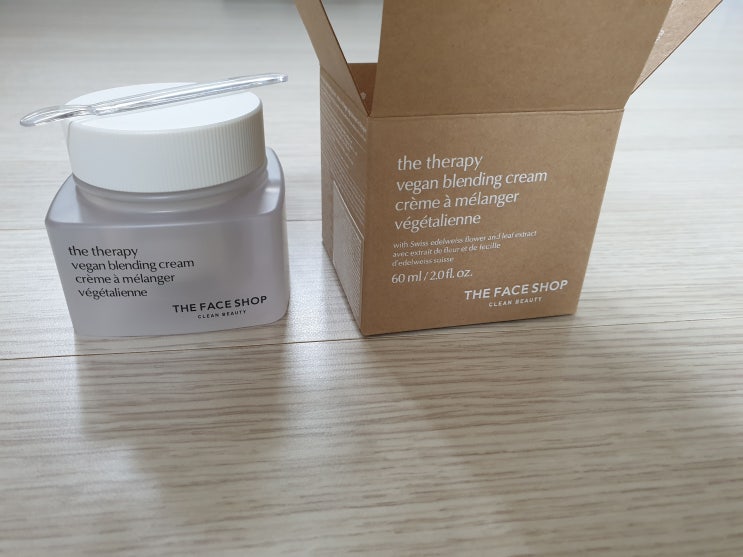 the therapy
vegan blending cream
crème à mélanger
végétalienne
THE FACE SHOP
CLEAN BEAUTY
the therapy
vegan blending cream
crème à mélanger
végétalienne
with Swiss edelweiss flower and leaf extract
avec extrait de fleur et de feuille
d'edelweiss suisse
60 ml / 2.0 fl. oz.
THE FACE SHOP
CLEAN BEAUTY